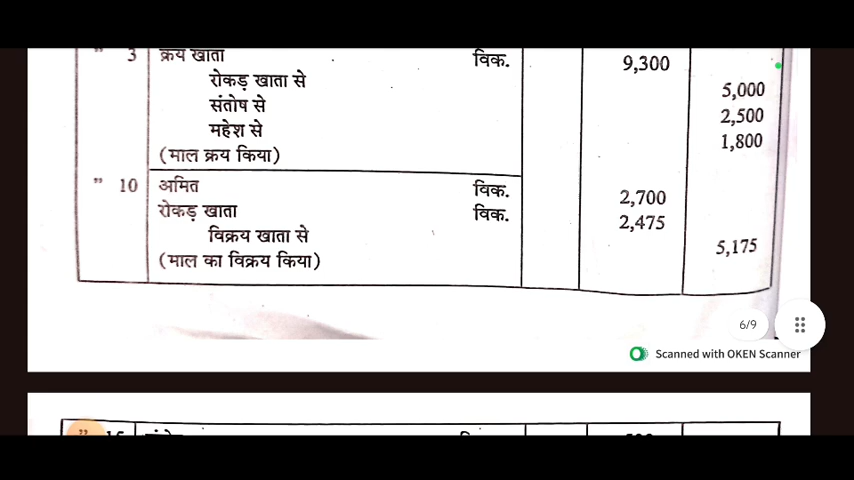 ” 3 क्रय खाता विक. 9,300
रोकड़ खाता से 5,000
संतोष से 2,500
महेश से 1,800
(माल क्रय किया)
” 10 अमित विक. 2,700
रोकड़ खाता विक. 2,475
विक्रय खाता से 5,175
(माल का विक्रय किया)
6/9
Scanned with OKEN Scanner